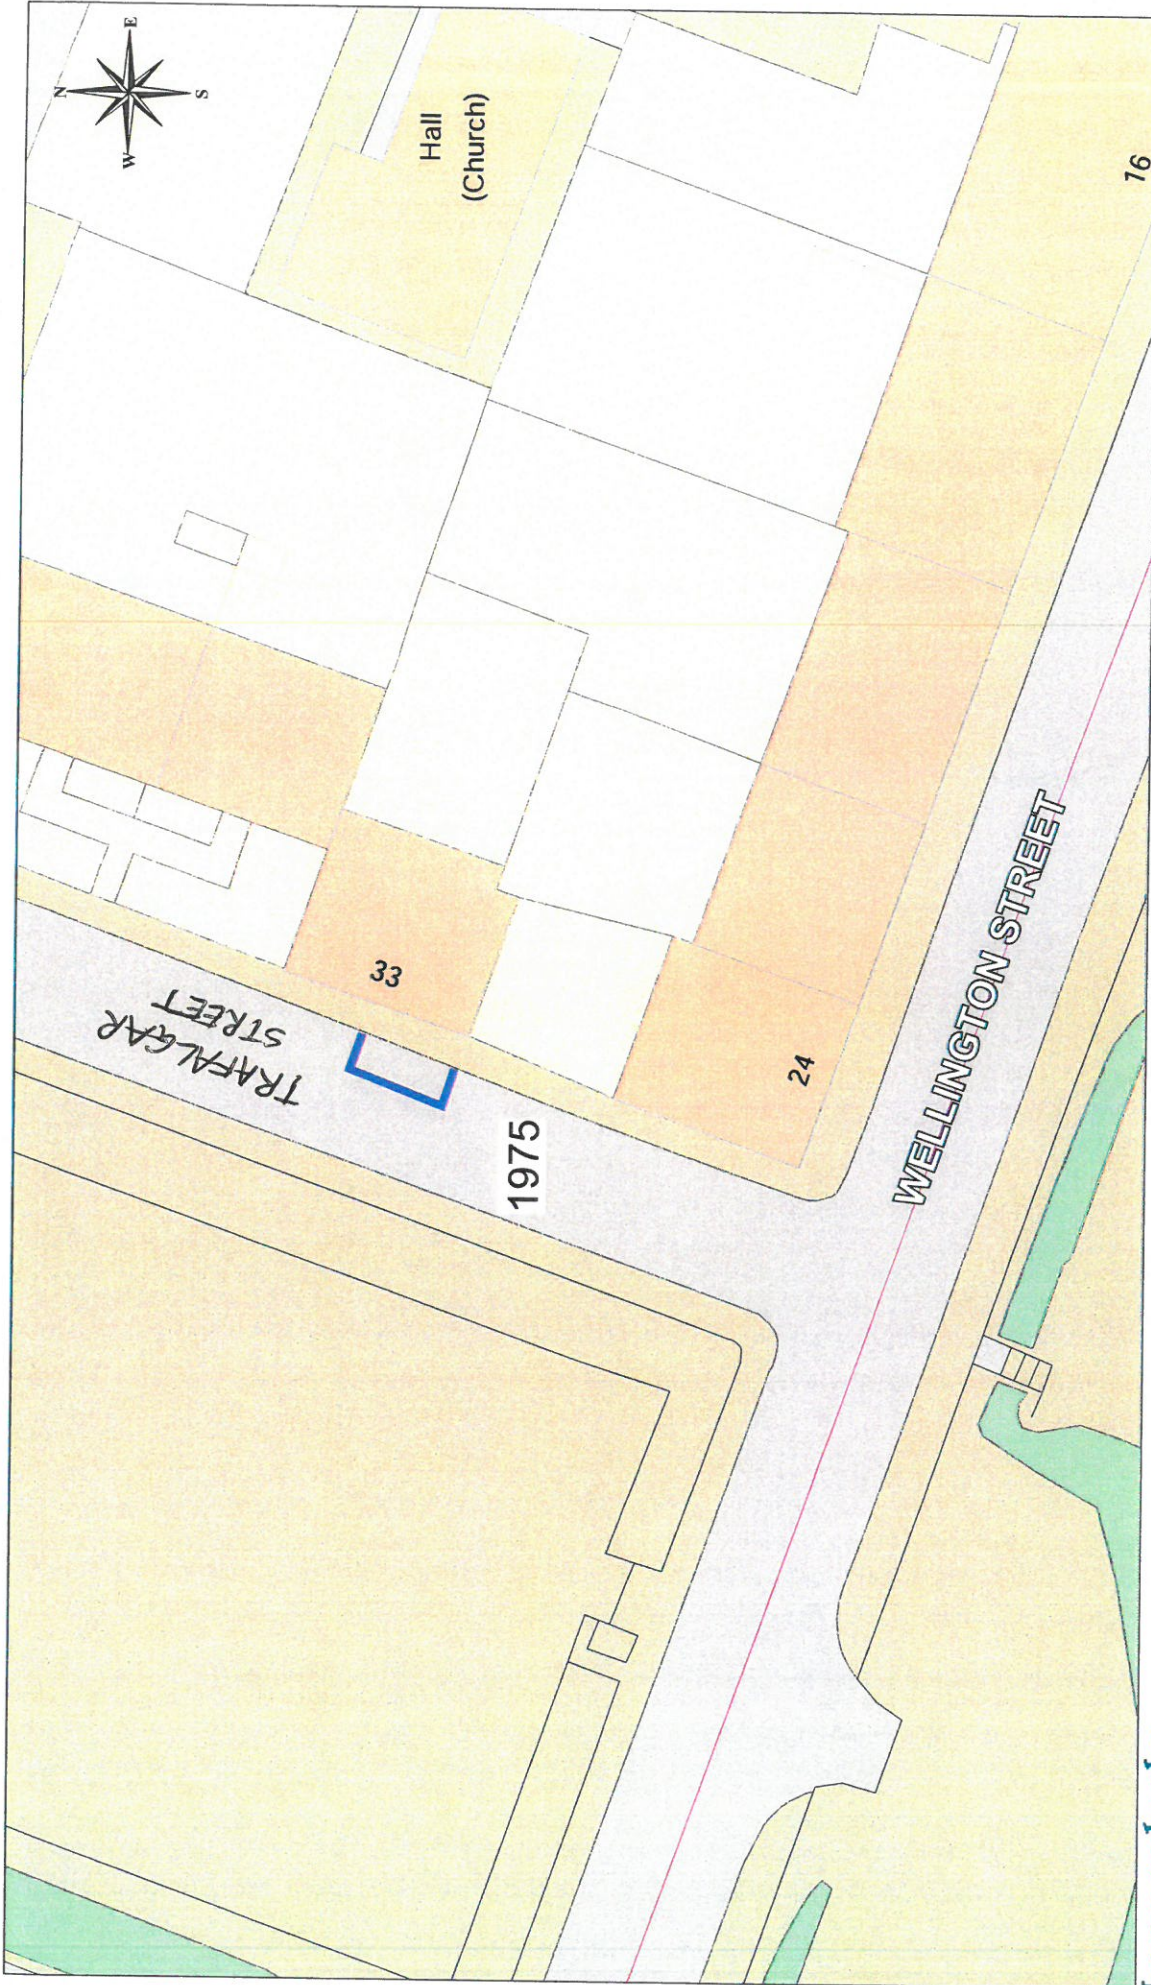 N
E
S
W
Hall
(Church)
16
33
TRAFALGAR
STREET
1975
24
WELLINGTON STREET